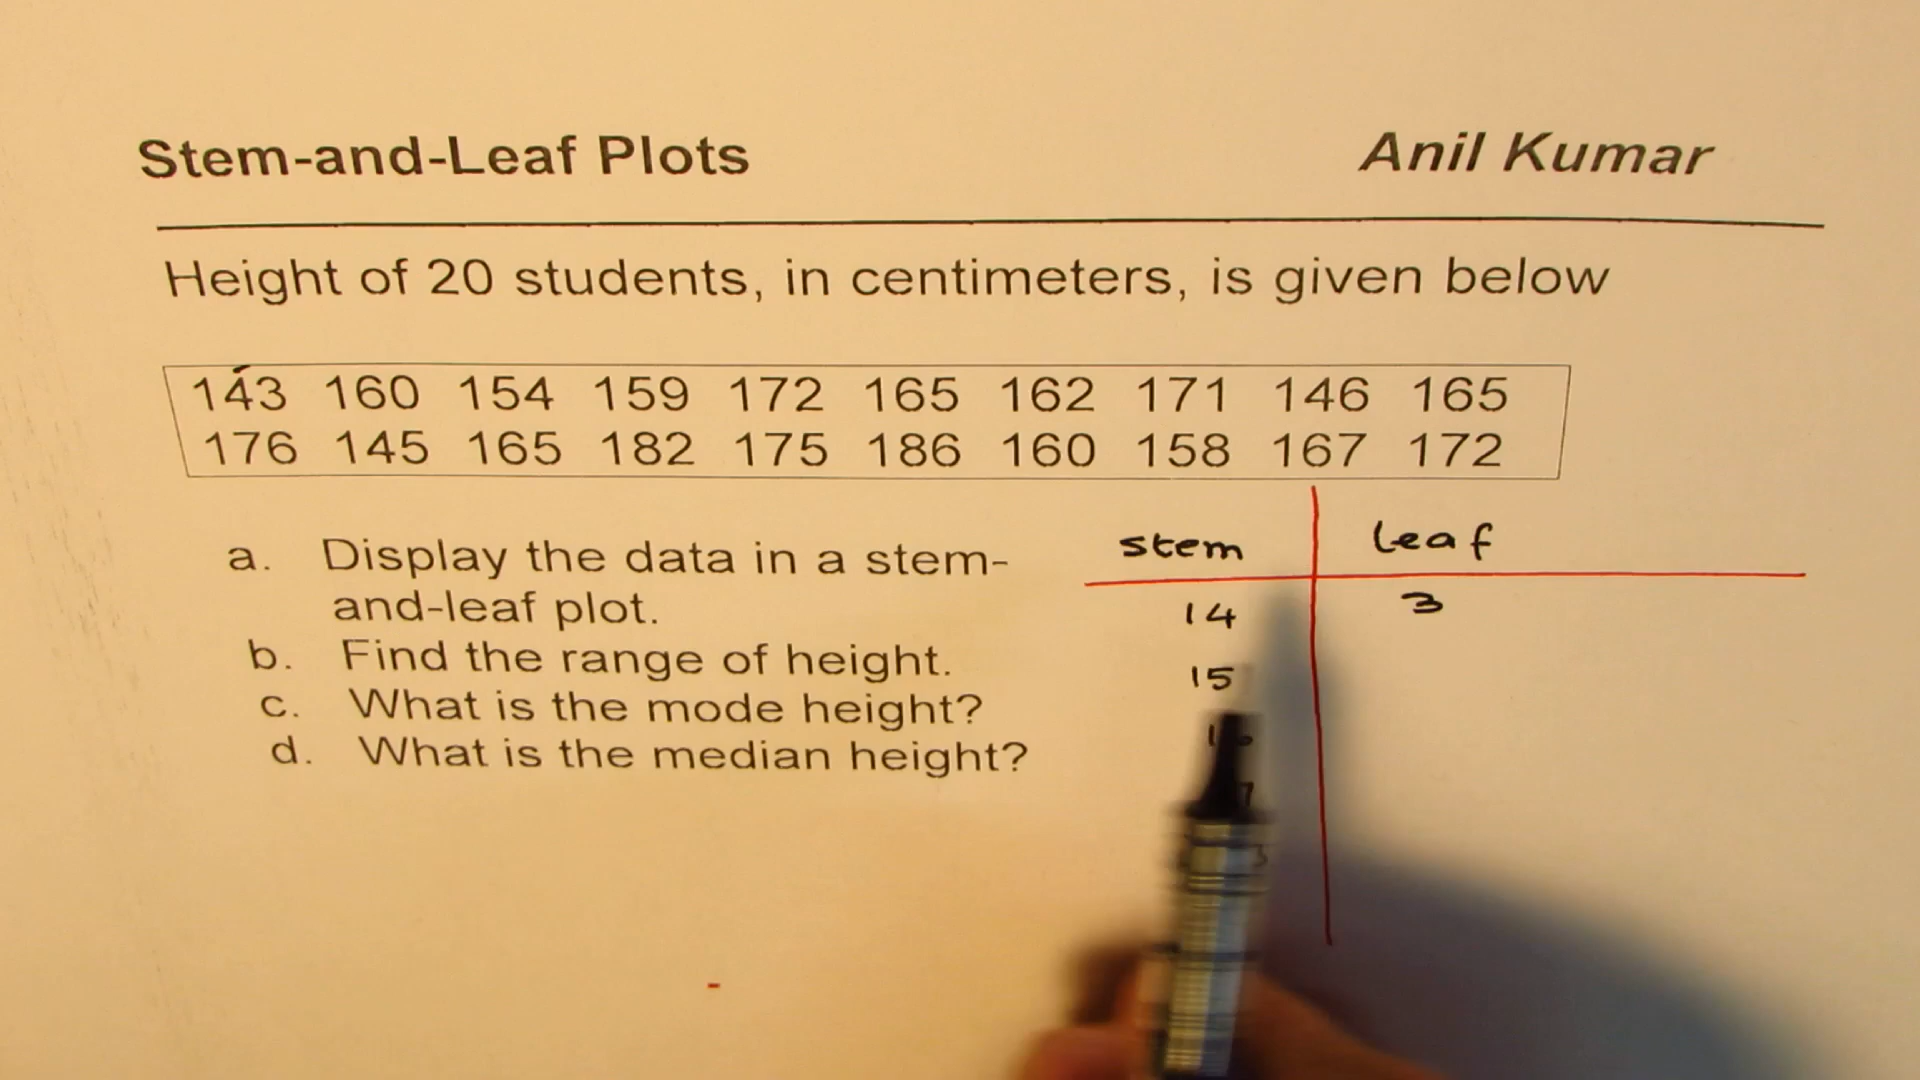 Stem-and-Leaf Plots Anil Kumar
Height of 20 students, in centimeters, is given below
143 160 154 159 172 165 162 171 146 165
176 145 165 182 175 186 160 158 167 172
a. Display the data in a stem-
and-leaf plot.
b. Find the range of height.
c. What is the mode height?
d. What is the median height?
stem leaf
14 3
15